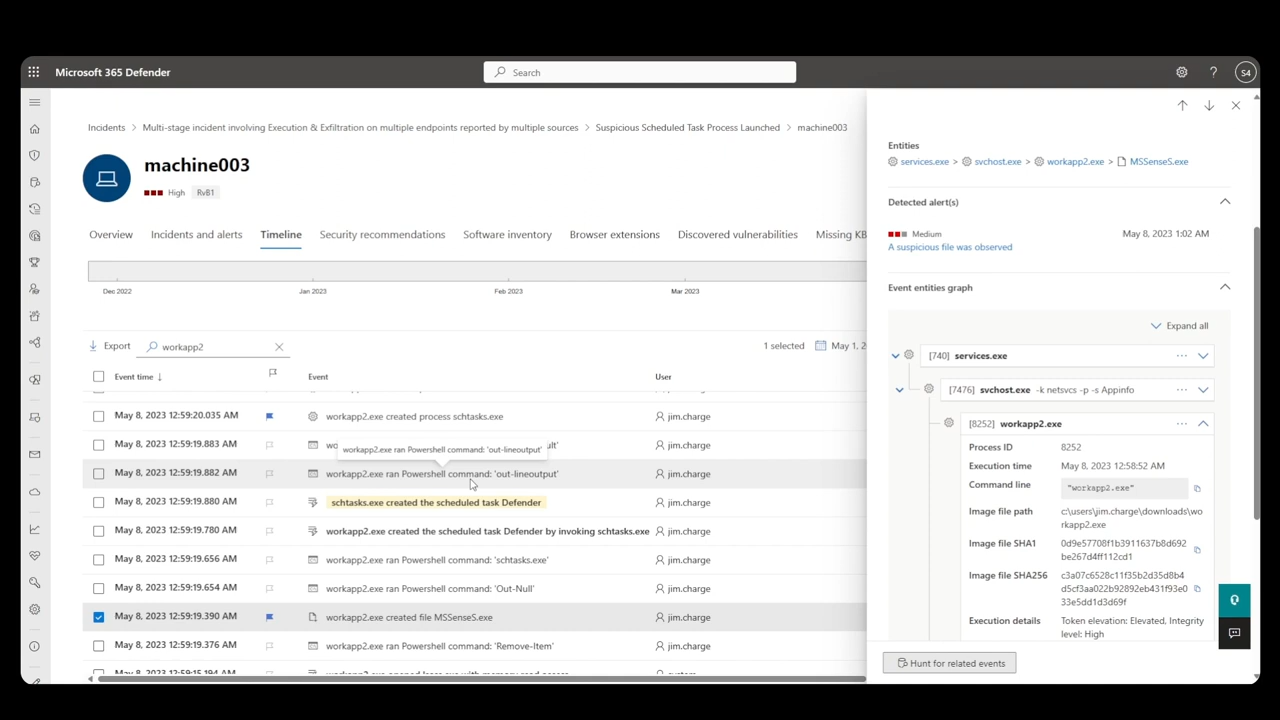 Microsoft 365 Defender
Search
S4
Incidents > Multi-stage incident involving Execution & Exfiltration on multiple endpoints reported by multiple sources > Suspicious Scheduled Task Process Launched > machine003
machine003
High RvB1
Overview Incidents and alerts Timeline Security recommendations Software inventory Browser extensions Discovered vulnerabilities Missing KB
Dec 2022 Jan 2023 Feb 2023 Mar 2023
Export workapp2 1 selected May 1, 2
Event time ↓ Event User
May 8, 2023 12:59:20.035 AM workapp2.exe created process schtasks.exe jim.charge
May 8, 2023 12:59:19.883 AM jim.charge
workapp2.exe ran Powershell command: 'out-lineoutput'
May 8, 2023 12:59:19.882 AM workapp2.exe ran Powershell command: 'out-lineoutput' jim.charge
May 8, 2023 12:59:19.880 AM schtasks.exe created the scheduled task Defender jim.charge
May 8, 2023 12:59:19.780 AM workapp2.exe created the scheduled task Defender by invoking schtasks.exe jim.charge
May 8, 2023 12:59:19.656 AM workapp2.exe ran Powershell command: 'schtasks.exe' jim.charge
May 8, 2023 12:59:19.654 AM workapp2.exe ran Powershell command: 'Out-Null' jim.charge
May 8, 2023 12:59:19.390 AM workapp2.exe created file MSSenseS.exe jim.charge
May 8, 2023 12:59:19.376 AM workapp2.exe ran Powershell command: 'Remove-Item' jim.charge
Entities
services.exe > svchost.exe > workapp2.exe > MSSenseS.exe
Detected alert(s)
Medium May 8, 2023 1:02 AM
A suspicious file was observed
Event entities graph
Expand all
[740] services.exe
[7476] svchost.exe -k netsvcs -p -s Appinfo
[8252] workapp2.exe
Process ID 8252
Execution time May 8, 2023 12:58:52 AM
Command line "workapp2.exe"
Image file path c:\users\jim.charge\downloads\wo
rkapp2.exe
Image file SHA1 0d9e57708f1b3911637b8d692
be267d4ff112cd1
Image file SHA256 c3a07c6528c11f35b2d35d8b4
d5cf3aa022b92892eb431f93e0
33e5dd1d3d69f
Execution details Token elevation: Elevated, Integrity
level: High
Hunt for related events